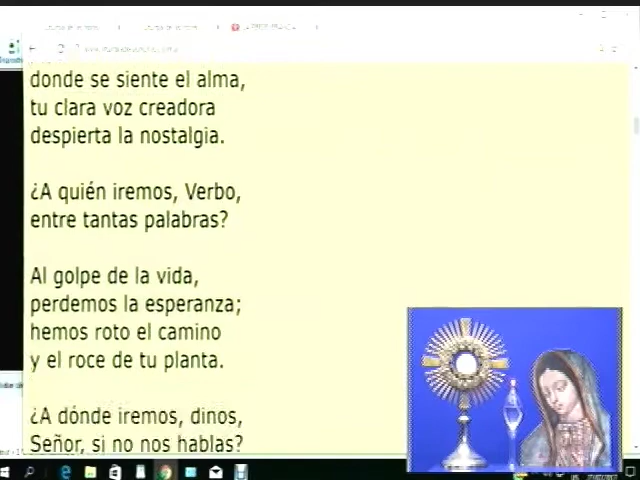 donde se siente el alma,
tu clara voz creadora
despierta la nostalgia.
¿A quién iremos, Verbo,
entre tantas palabras?
Al golpe de la vida,
perdemos la esperanza;
hemos roto el camino
y el roce de tu planta.
¿A dónde iremos, dinos,
Señor, si no nos hablas?